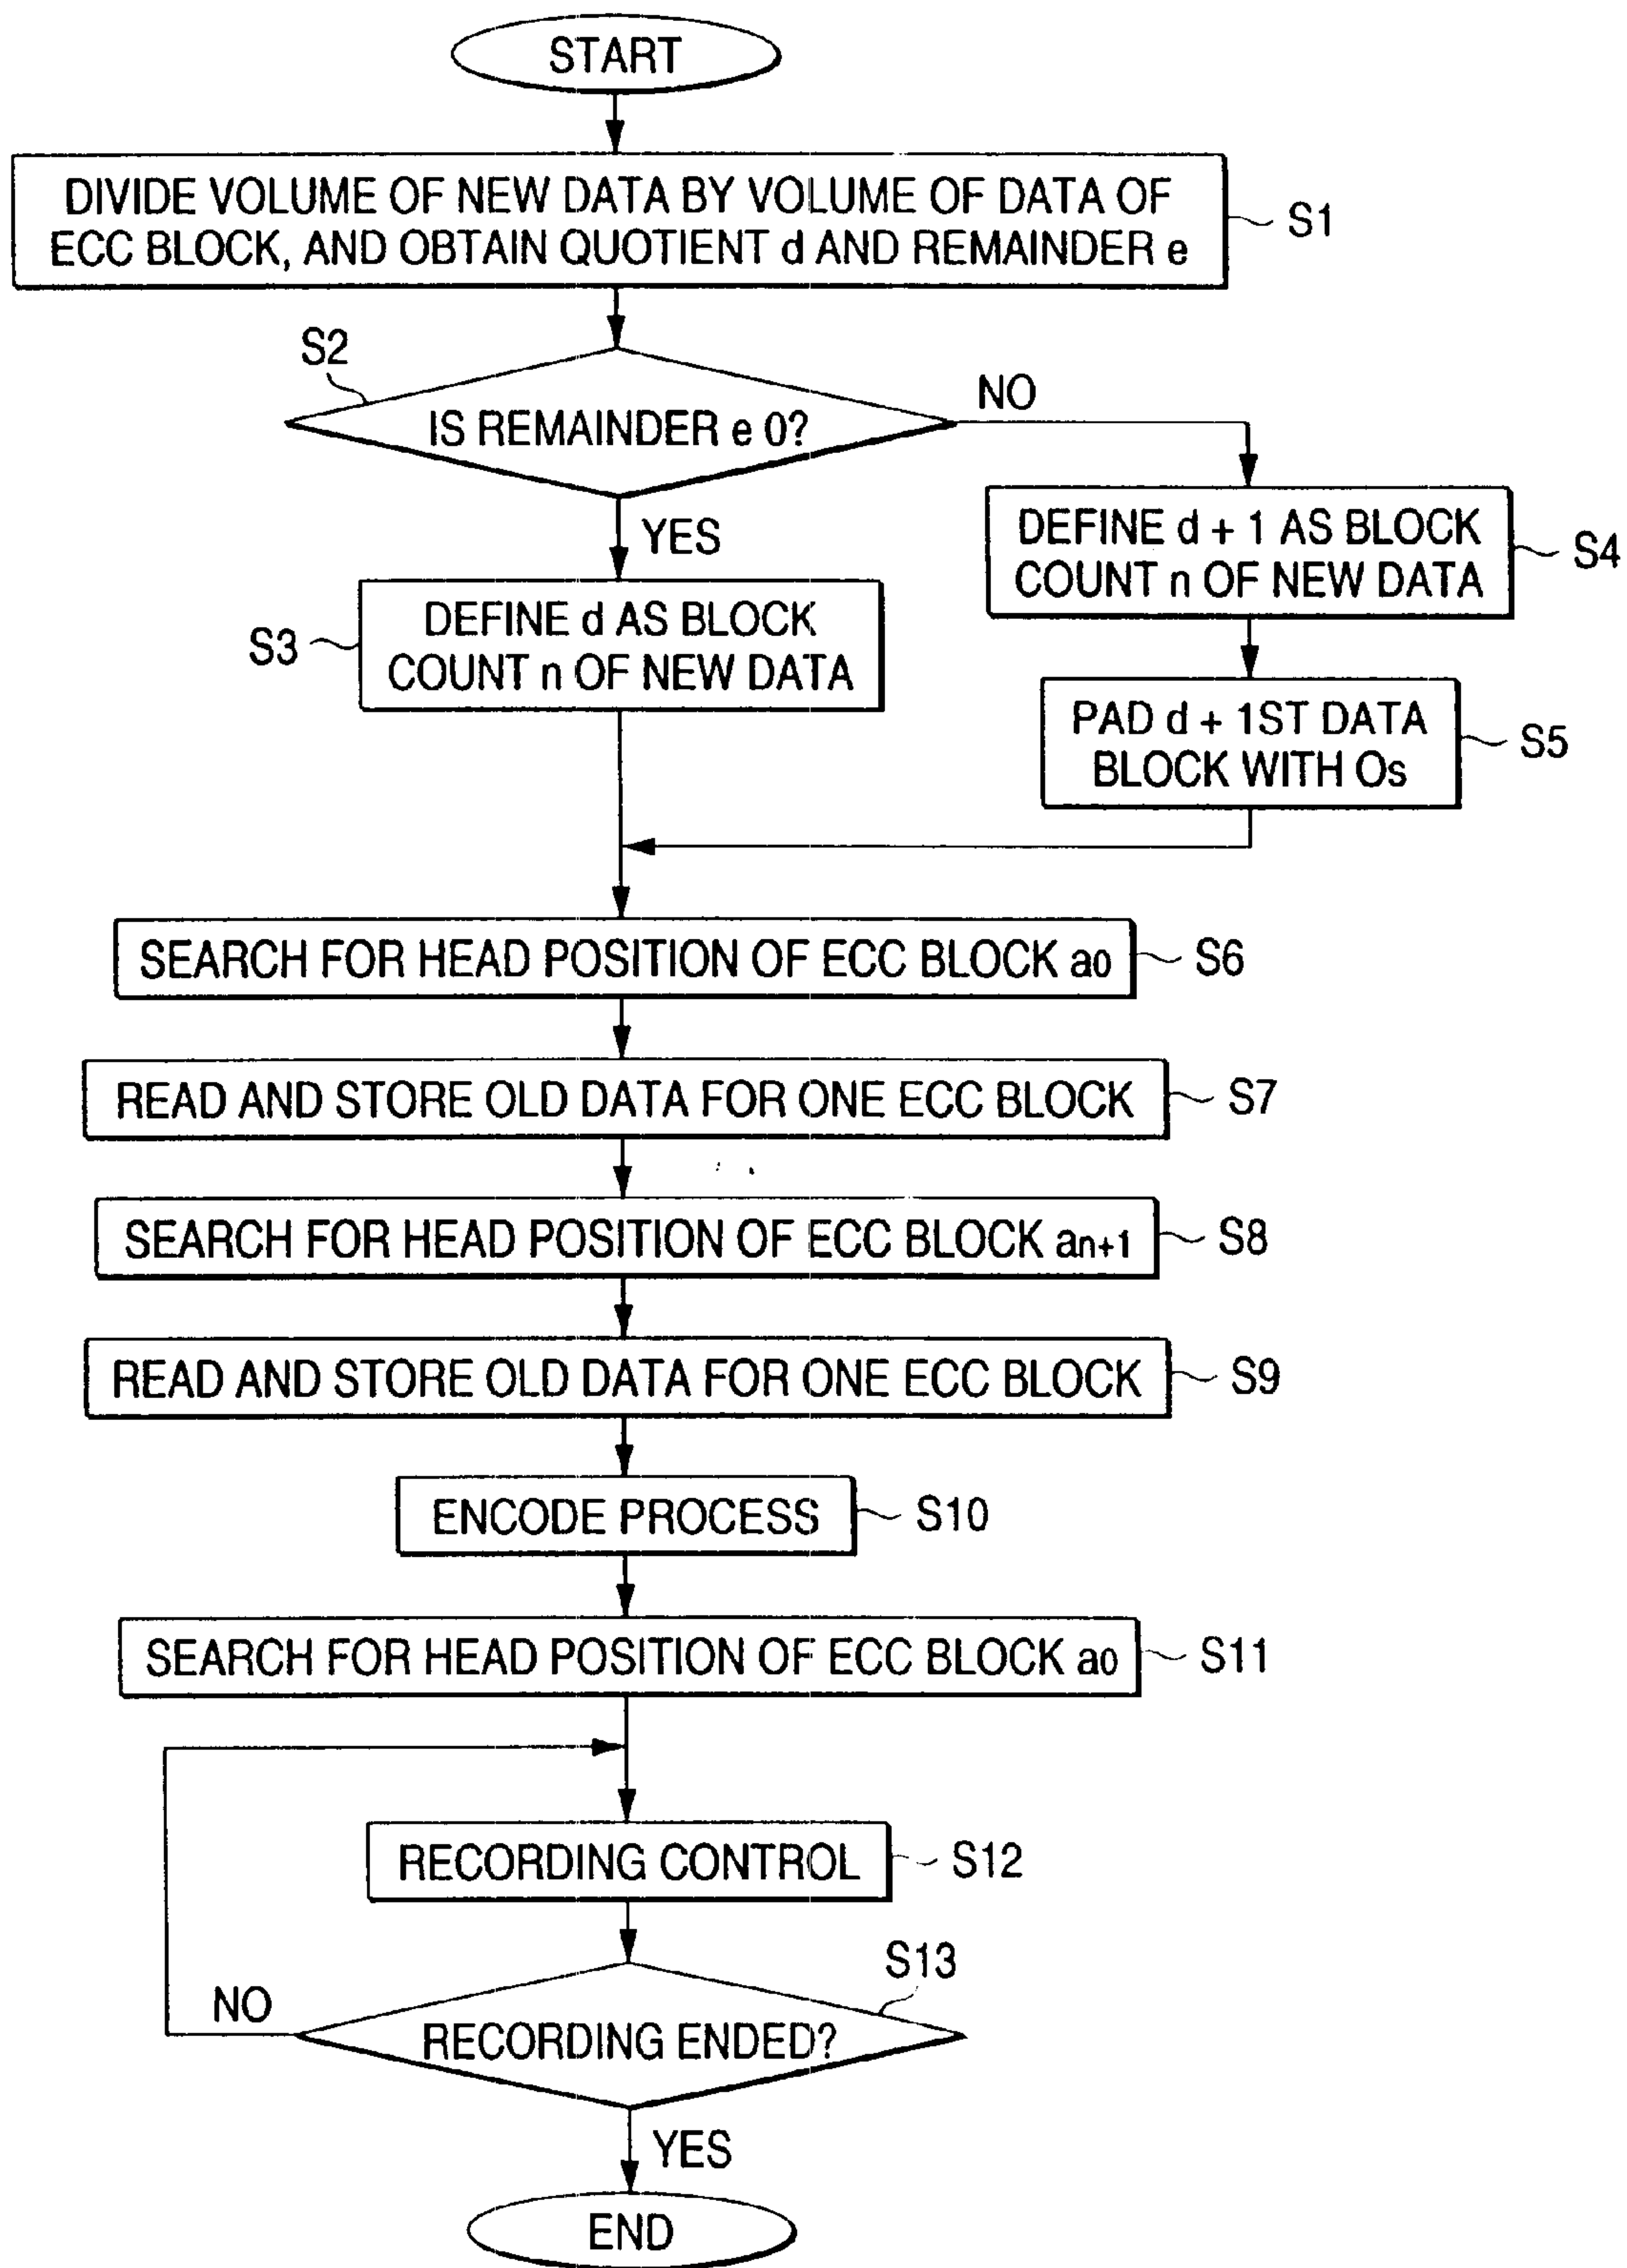 START
DIVIDE VOLUME OF NEW DATA BY VOLUME OF DATA OF
ECC BLOCK, AND OBTAIN QUOTIENT d AND REMAINDER e
S1
S2
IS REMAINDER e 0?
NO
YES
DEFINE d + 1 AS BLOCK
COUNT n OF NEW DATA
S4
S3
DEFINE d AS BLOCK
COUNT n OF NEW DATA
PAD d + 1ST DATA
BLOCK WITH Os
S5
SEARCH FOR HEAD POSITION OF ECC BLOCK a0
S6
READ AND STORE OLD DATA FOR ONE ECC BLOCK
S7
SEARCH FOR HEAD POSITION OF ECC BLOCK an+1
S8
READ AND STORE OLD DATA FOR ONE ECC BLOCK
S9
ENCODE PROCESS
S10
SEARCH FOR HEAD POSITION OF ECC BLOCK a0
S11
RECORDING CONTROL
S12
S13
NO
RECORDING ENDED?
YES
END